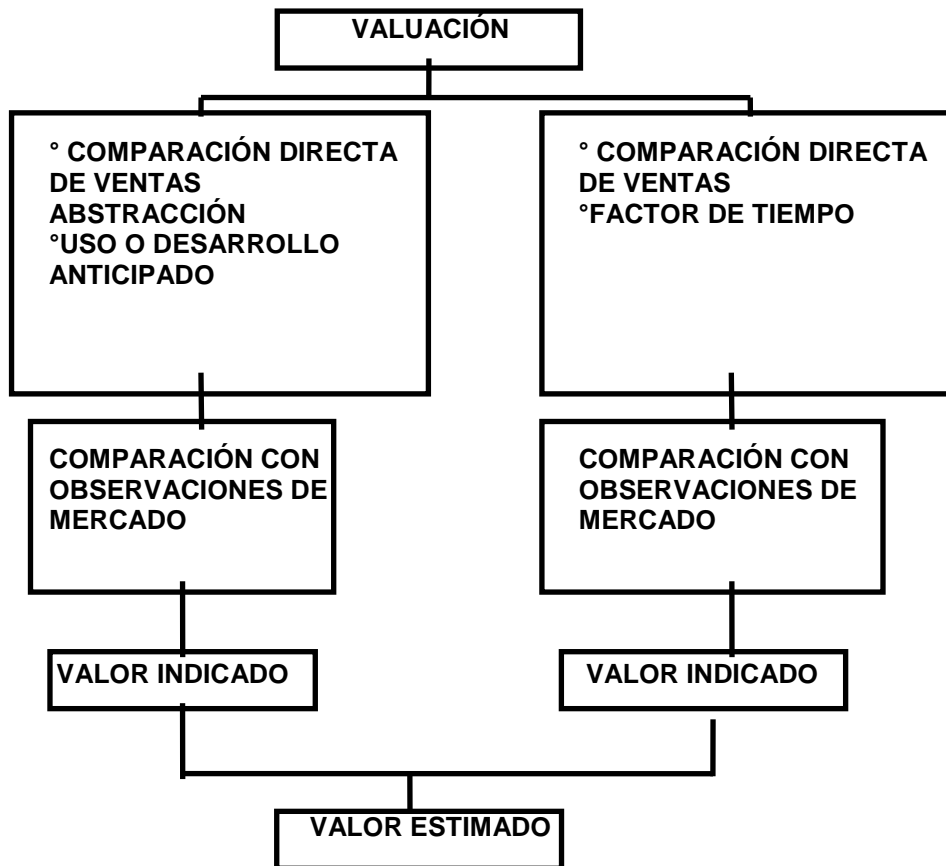 VALUACIÓN
° COMPARACIÓN DIRECTA
DE VENTAS
ABSTRACCIÓN
°USO O DESARROLLO
ANTICIPADO
° COMPARACIÓN DIRECTA
DE VENTAS
°FACTOR DE TIEMPO
COMPARACIÓN CON
OBSERVACIONES DE
MERCADO
COMPARACIÓN CON
OBSERVACIONES DE
MERCADO
VALOR INDICADO
VALOR INDICADO
VALOR ESTIMADO